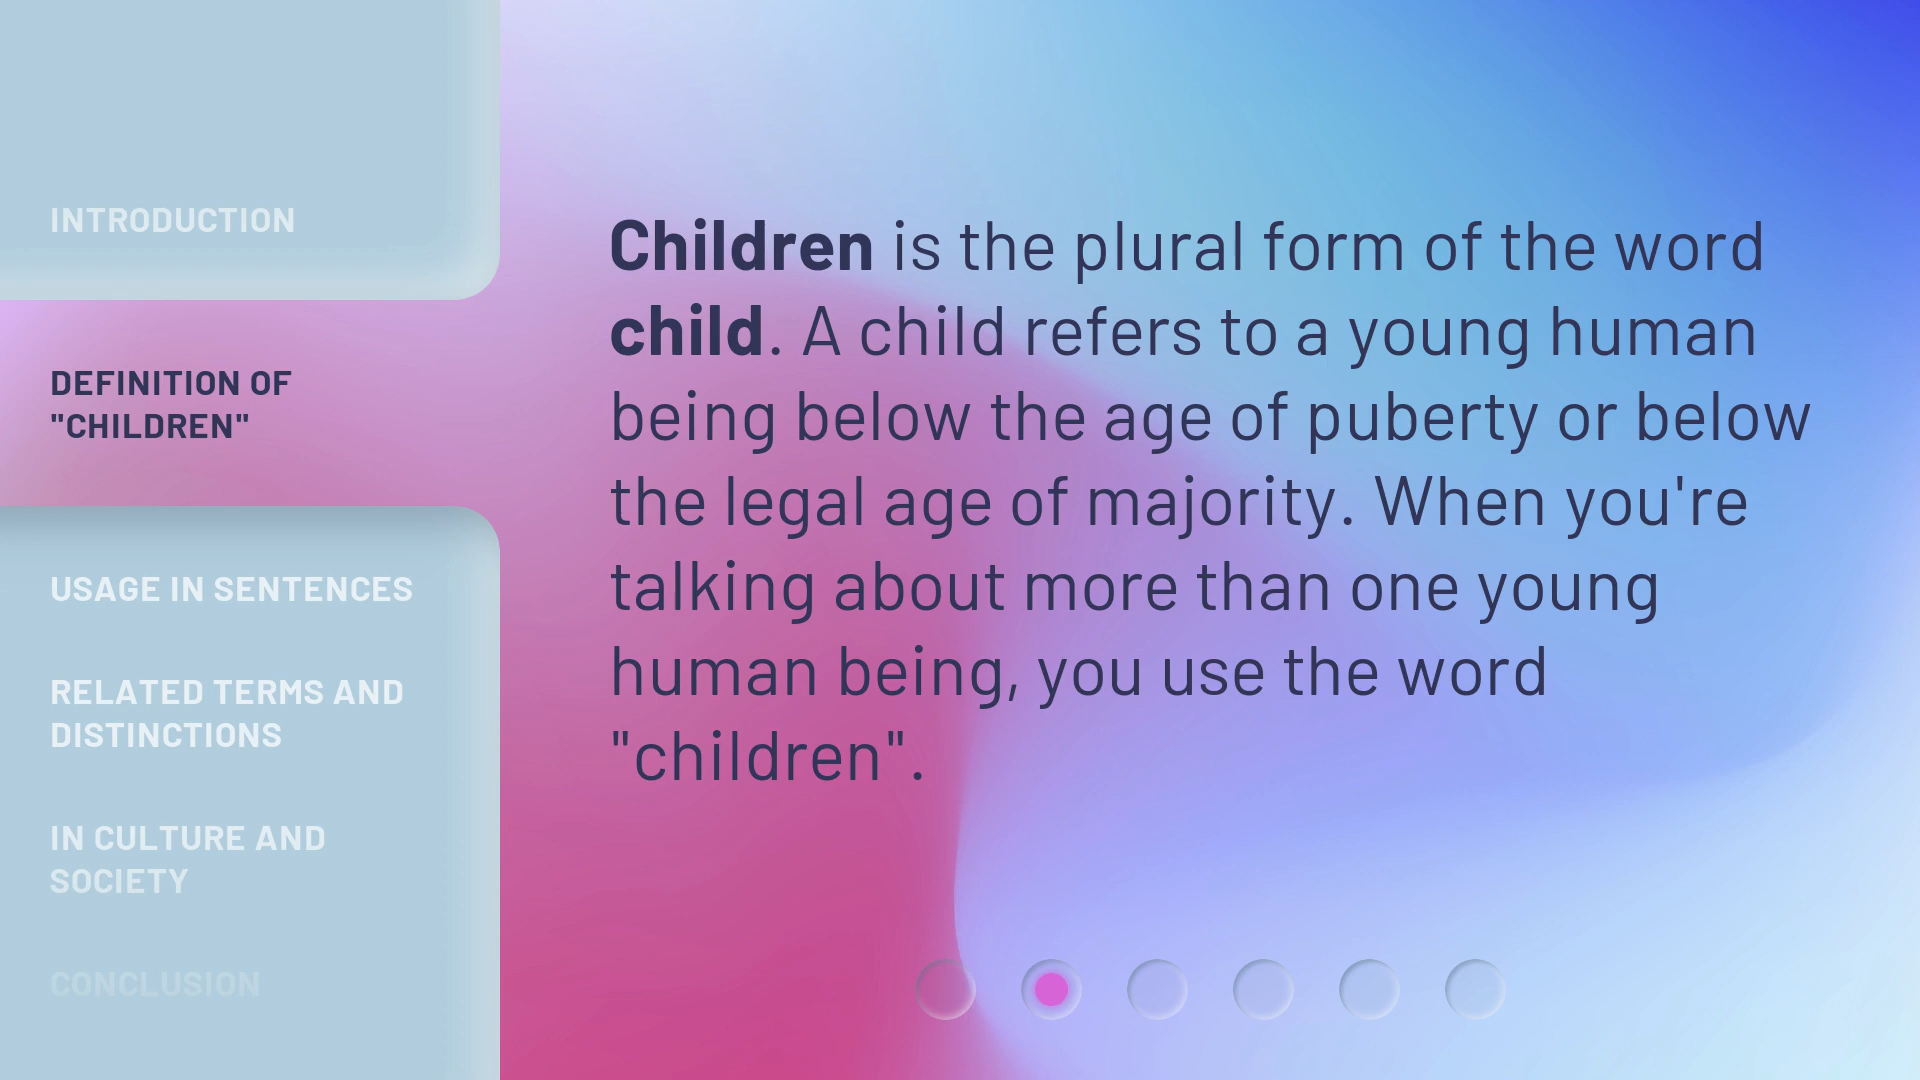 INTRODUCTION
DEFINITION OF
"CHILDREN"
USAGE IN SENTENCES
RELATED TERMS AND
DISTINCTIONS
IN CULTURE AND
SOCIETY
CONCLUSION
Children is the plural form of the word
child. A child refers to a young human
being below the age of puberty or below
the legal age of majority. When you're
talking about more than one young
human being, you use the word
"children".